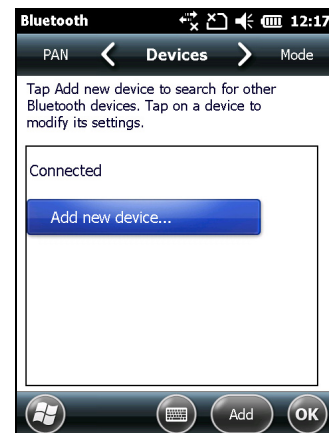 Bluetooth 12:17
PAN Devices Mode
Tap Add new device to search for other
Bluetooth devices. Tap on a device to
modify its settings.
Connected
Add new device...
Add OK